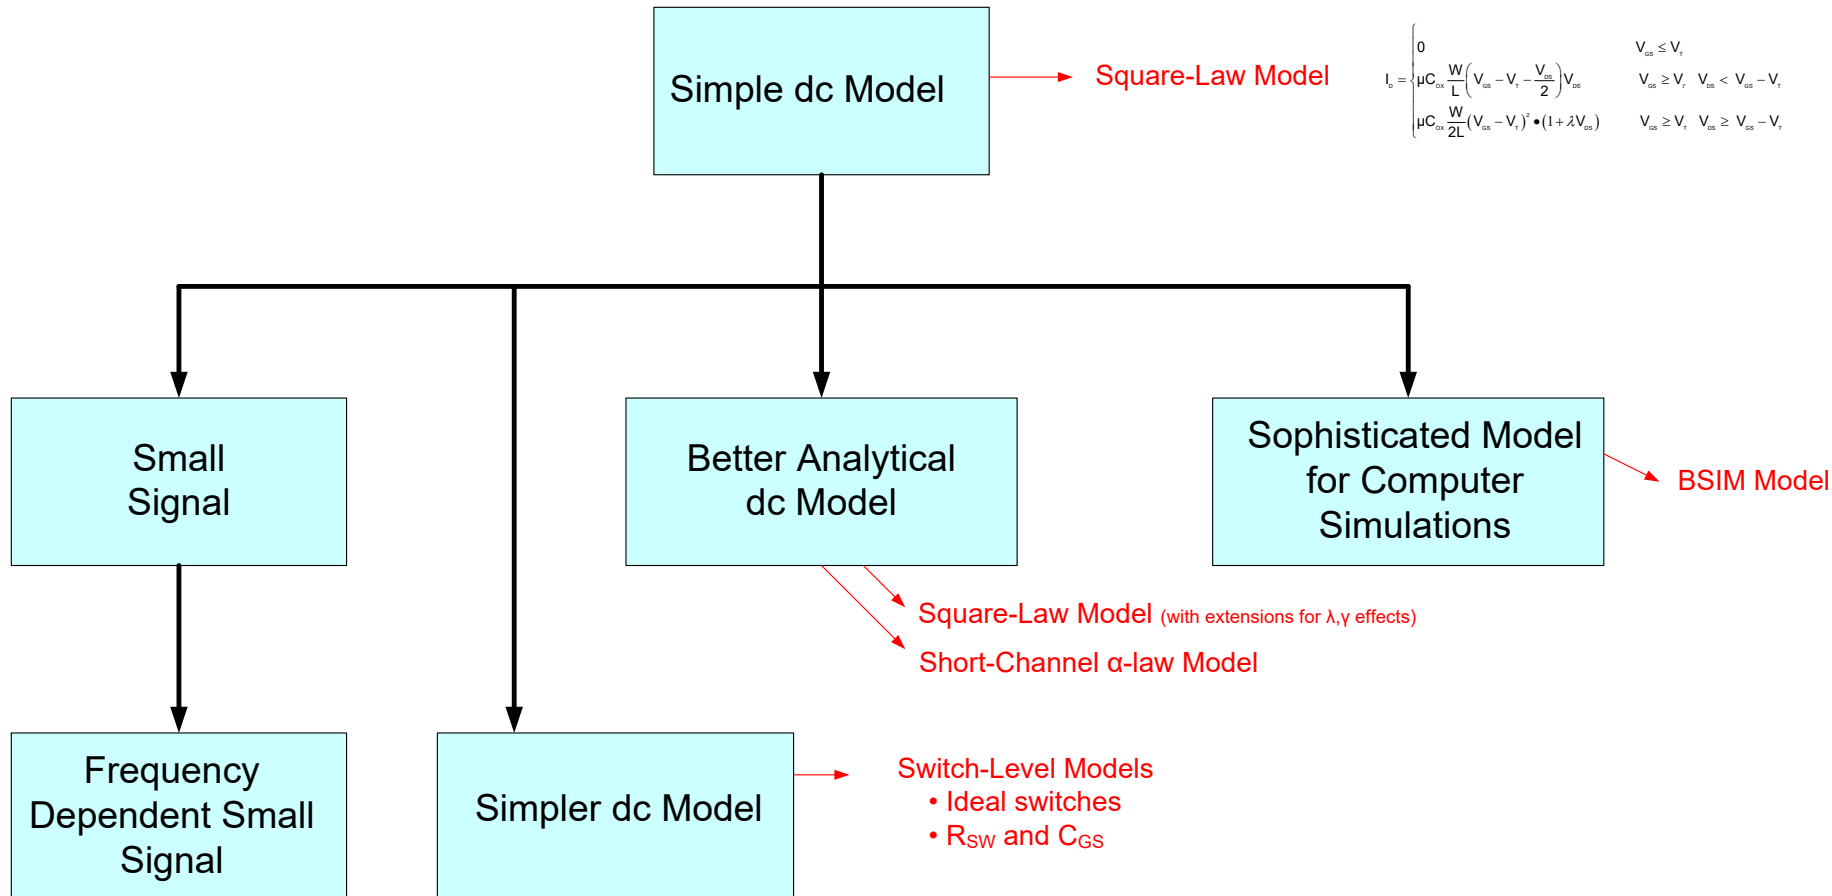 Simple dc Model
Square-Law Model
0 V_GS ≤ V_T
I_D = μC_OX W/L (V_GS − V_T − V_DS/2) V_DS V_GS ≥ V_T V_DS < V_GS − V_T
μC_OX W/2L (V_GS − V_T)² • (1 + λV_DS) V_GS ≥ V_T V_DS ≥ V_GS − V_T
Small
Signal
Better Analytical
dc Model
Sophisticated Model
for Computer
Simulations
BSIM Model
Square-Law Model (with extensions for λ,γ effects)
Short-Channel α-law Model
Frequency
Dependent Small
Signal
Simpler dc Model
Switch-Level Models
• Ideal switches
• R_SW and C_GS